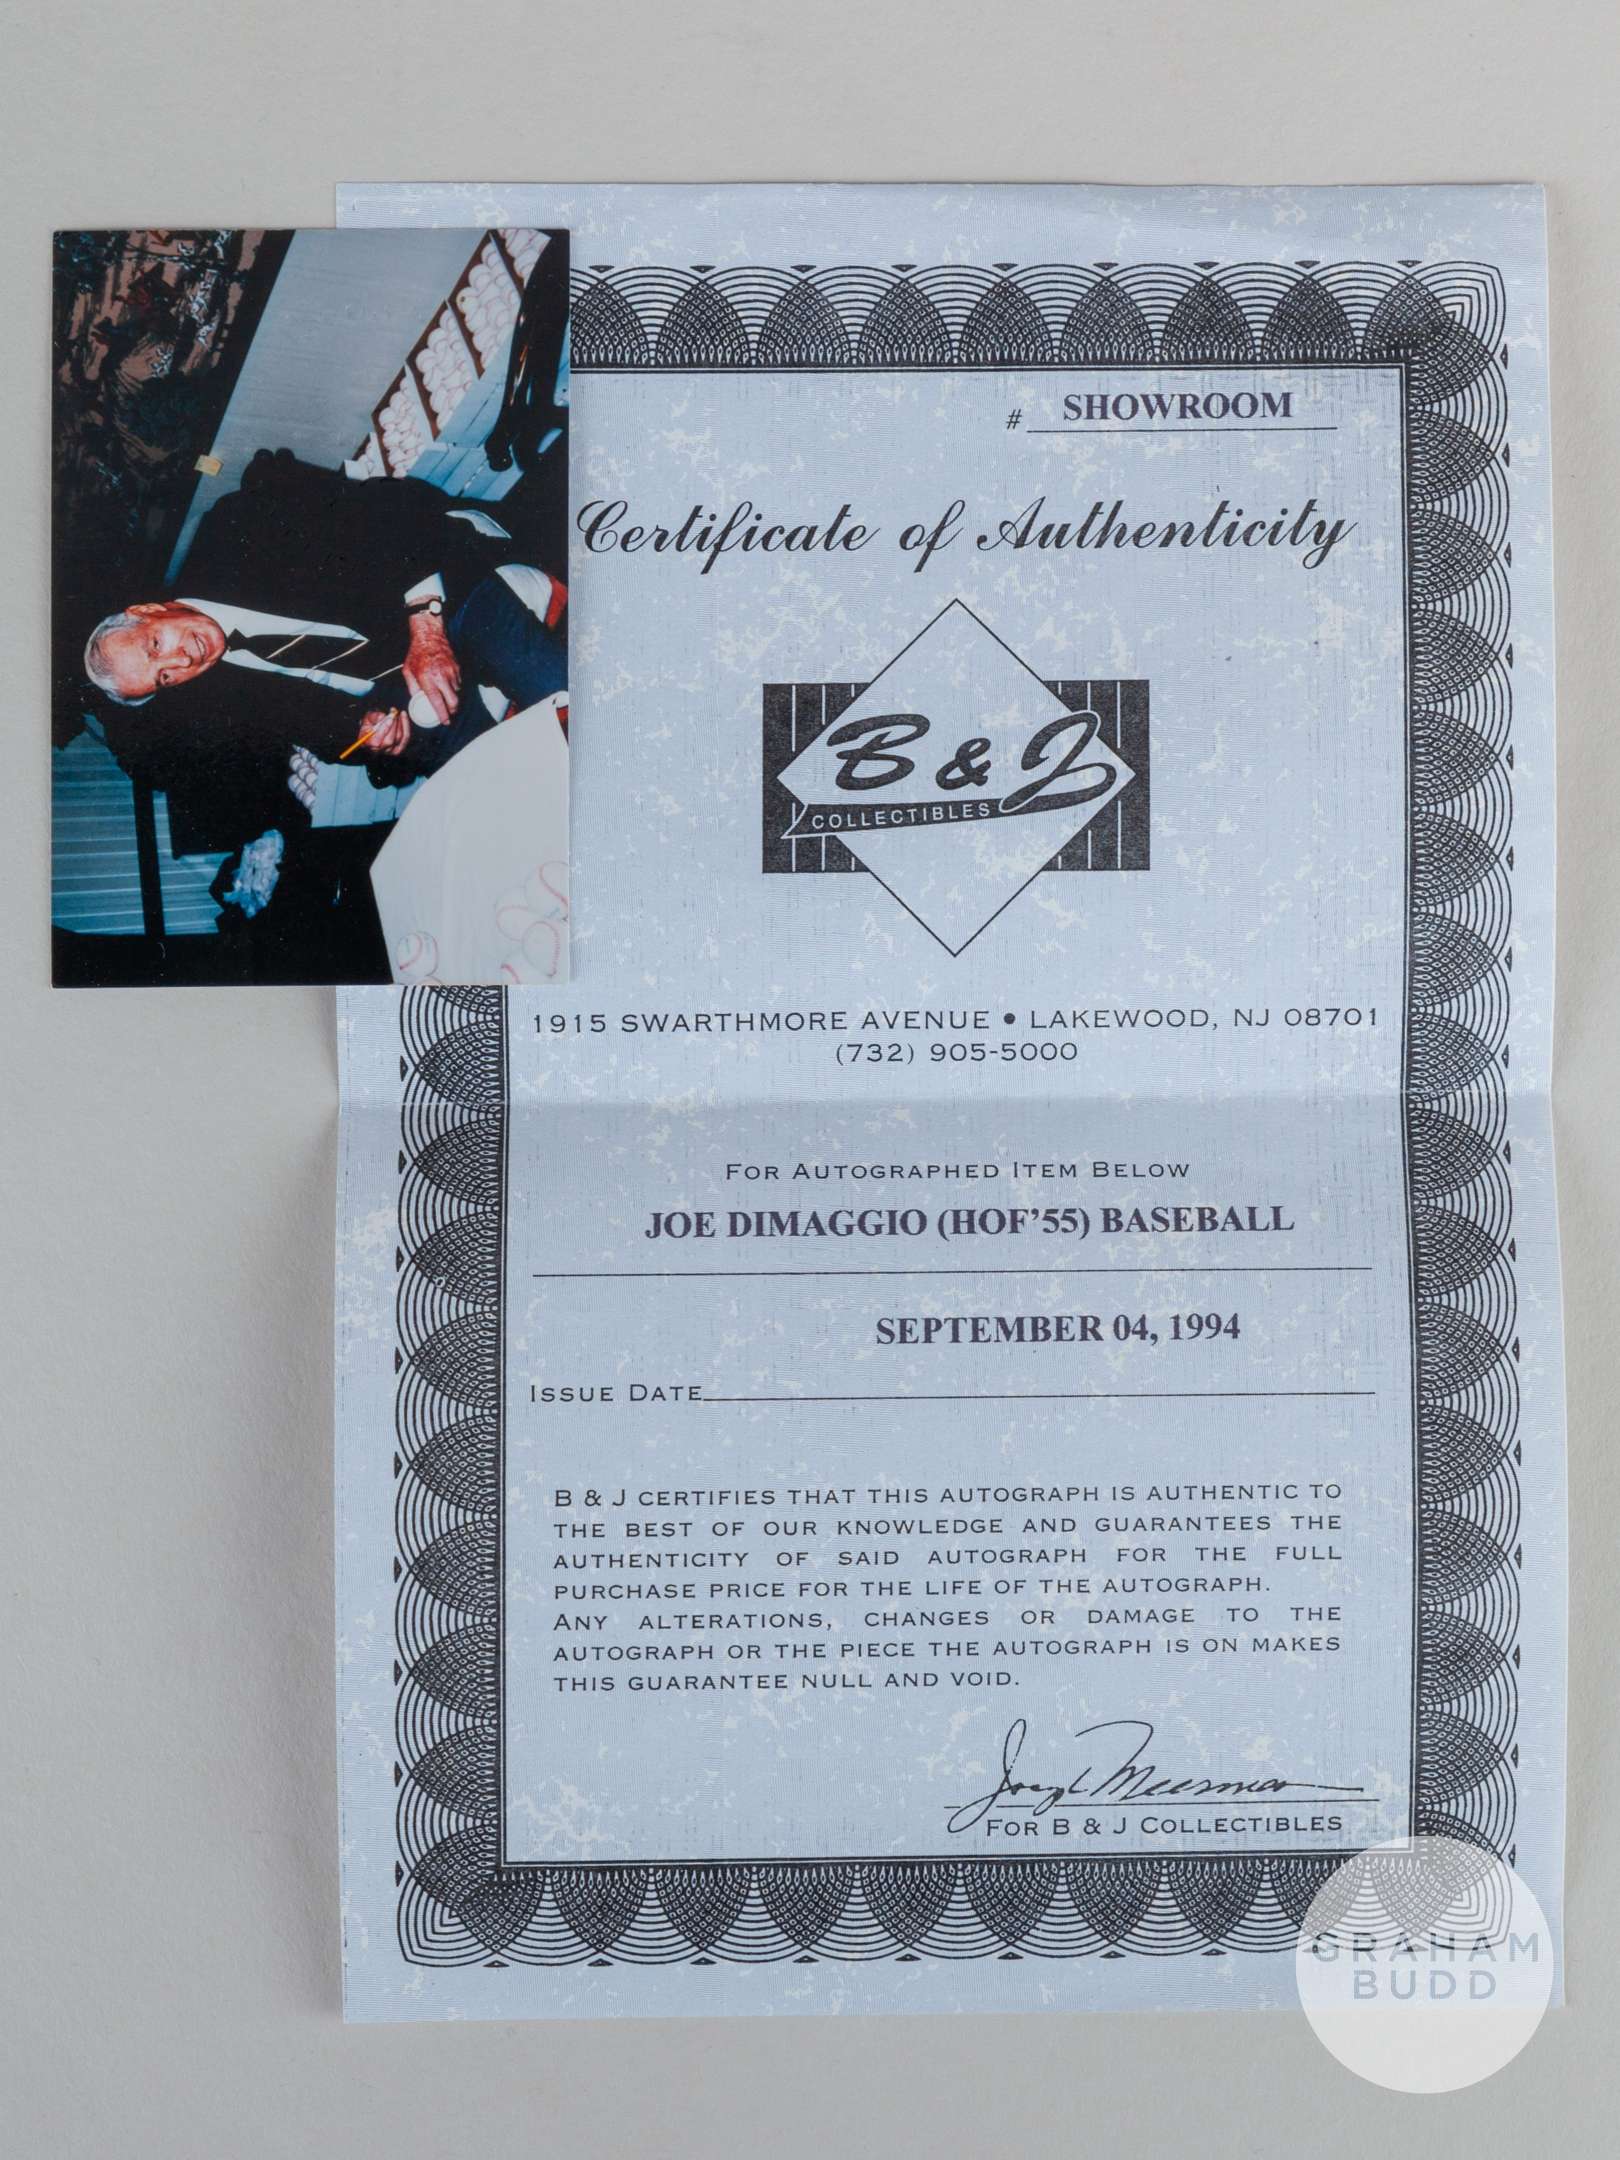 # SHOWROOM
Certificate of Authenticity
B & J
COLLECTIBLES
1915 SWARTHMORE AVENUE • LAKEWOOD, NJ 08701
(732) 905-5000
FOR AUTOGRAPHED ITEM BELOW
JOE DIMAGGIO (HOF'55) BASEBALL
SEPTEMBER 04, 1994
ISSUE DATE
B & J CERTIFIES THAT THIS AUTOGRAPH IS AUTHENTIC TO
THE BEST OF OUR KNOWLEDGE AND GUARANTEES THE
AUTHENTICITY OF SAID AUTOGRAPH FOR THE FULL
PURCHASE PRICE FOR THE LIFE OF THE AUTOGRAPH.
ANY ALTERATIONS, CHANGES OR DAMAGE TO THE
AUTOGRAPH OR THE PIECE THE AUTOGRAPH IS ON MAKES
THIS GUARANTEE NULL AND VOID.
FOR B & J COLLECTIBLES
GRAHAM
BUDD